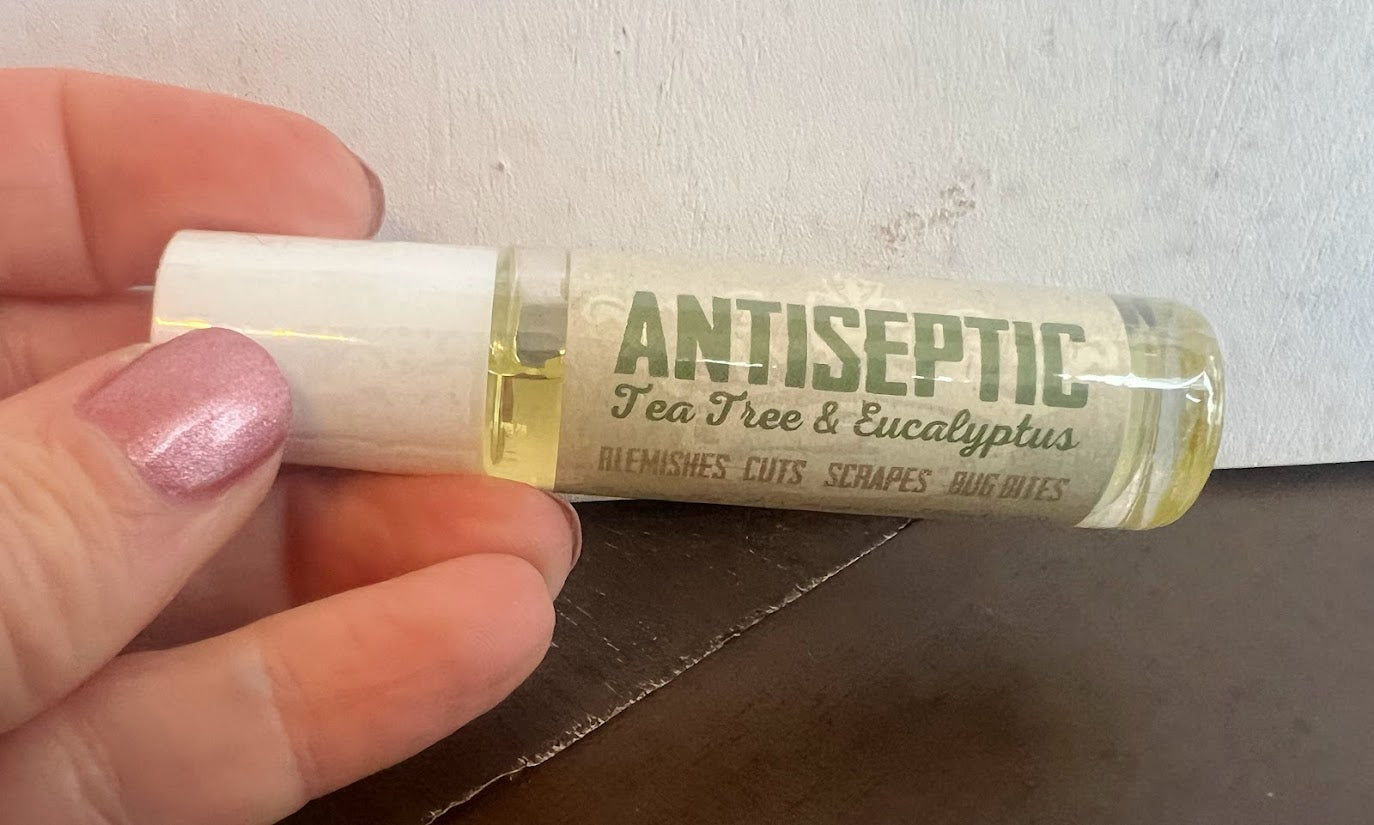 ANTISEPTIC
Tea Tree & Eucalyptus
BLEMISHES CUTS SCRAPES BUG BITES